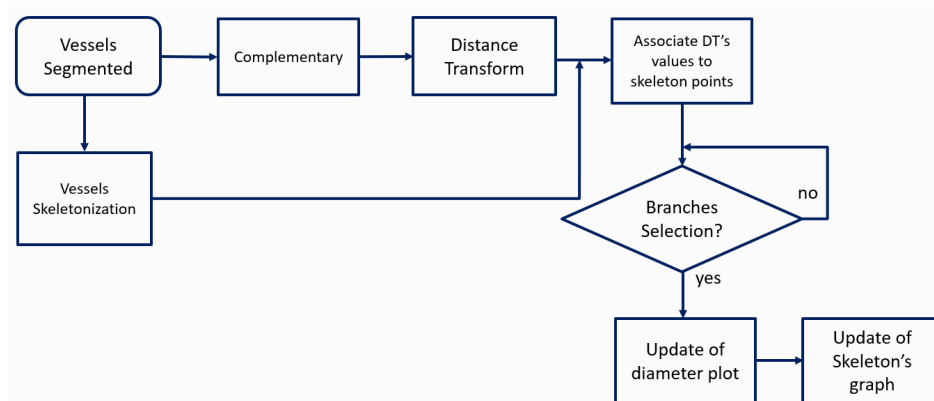 Vessels
Segmented
Complementary
Distance
Transform
Associate DT's
values to
skeleton points
Vessels
Skeletonization
Branches
Selection?
no
yes
Update of
diameter plot
Update of
Skeleton's
graph